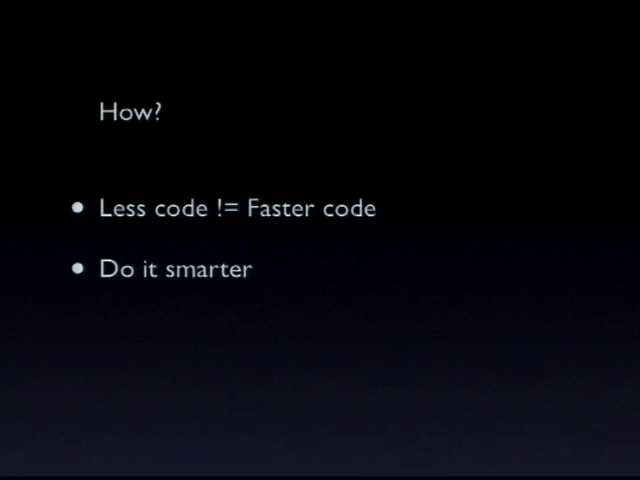 How?
• Less code != Faster code
• Do it smarter